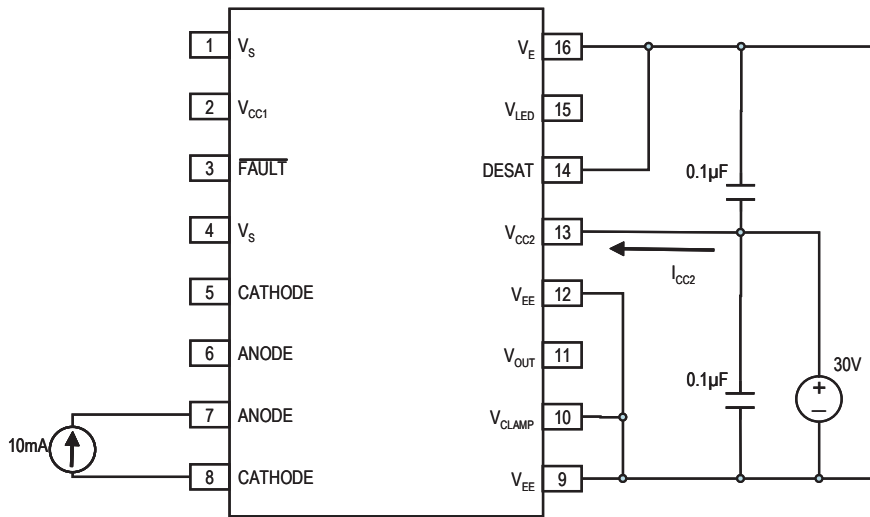 1 VS
2 VCC1
3 FAULT
4 VS
5 CATHODE
6 ANODE
7 ANODE
8 CATHODE
10mA
VE 16
VLED 15
DESAT 14
VCC2 13
VEE 12
VOUT 11
VCLAMP 10
VEE 9
0.1µF
ICC2
0.1µF
30V
+
–